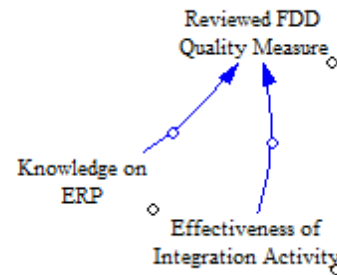 Reviewed FDD
Quality Measure
Knowledge on
ERP
Effectiveness of
Integration Activity